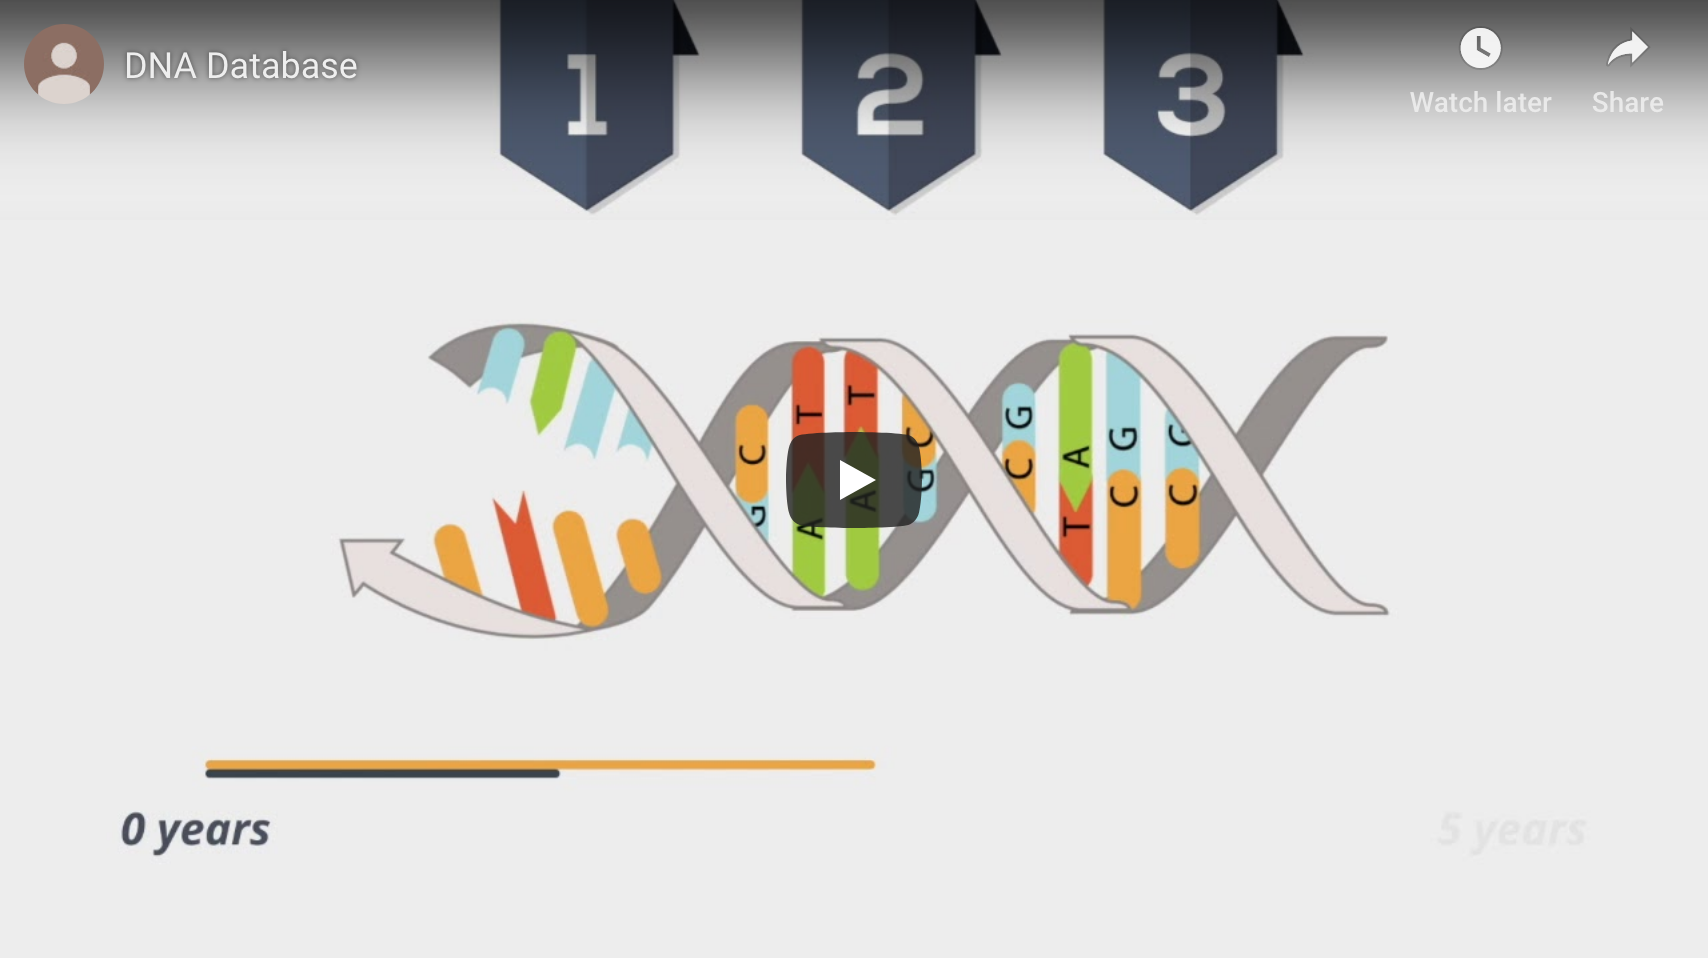 DNA Database
1 2 3
Watch later Share
C G
T A
T A
C G
G C
A T
G C
G C
0 years 5 years